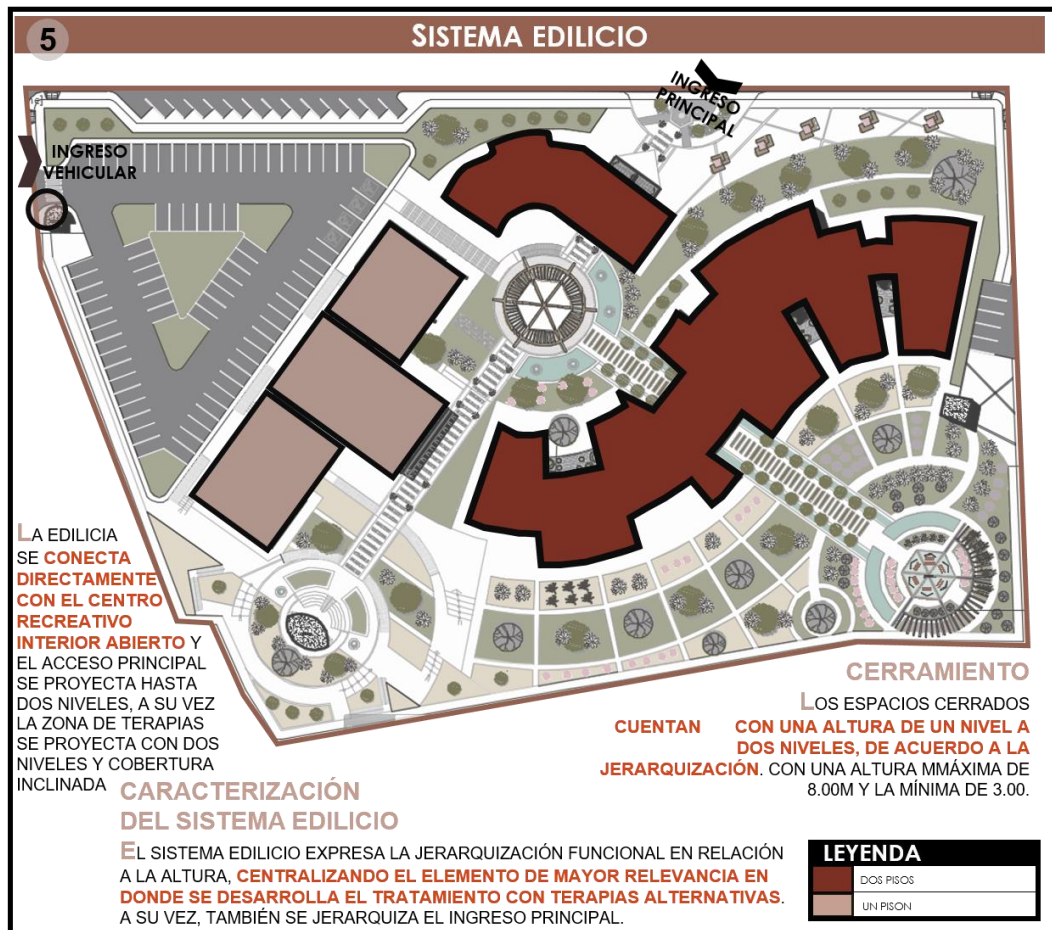 5
SISTEMA EDILICIO
INGRESO
PRINCIPAL
INGRESO
VEHICULAR
LA EDILICIA
SE CONECTA
DIRECTAMENTE
CON EL CENTRO
RECREATIVO
INTERIOR ABIERTO Y
EL ACCESO PRINCIPAL
SE PROYECTA HASTA
DOS NIVELES, A SU VEZ
LA ZONA DE TERAPIAS
SE PROYECTA CON DOS
NIVELES Y COBERTURA
INCLINADA
CERRAMIENTO
LOS ESPACIOS CERRADOS
CUENTAN CON UNA ALTURA DE UN NIVEL A
DOS NIVELES, DE ACUERDO A LA
JERARQUIZACIÓN. CON UNA ALTURA MMÁXIMA DE
8.00M Y LA MÍNIMA DE 3.00.
CARACTERIZACIÓN
DEL SISTEMA EDILICIO
EL SISTEMA EDILICIO EXPRESA LA JERARQUIZACIÓN FUNCIONAL EN RELACIÓN
A LA ALTURA, CENTRALIZANDO EL ELEMENTO DE MAYOR RELEVANCIA EN
DONDE SE DESARROLLA EL TRATAMIENTO CON TERAPIAS ALTERNATIVAS.
A SU VEZ, TAMBIÉN SE JERARQUIZA EL INGRESO PRINCIPAL.
LEYENDA
DOS PISOS
UN PISON